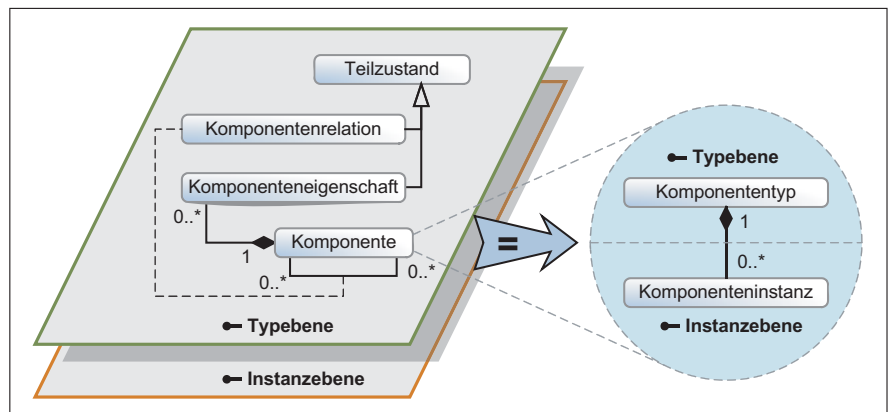 Teilzustand
Komponentenrelation
Komponenteneigenschaft
0..*
Komponente
1
0..*
0..*
Typebene
Instanzebene
=
Typebene
Komponententyp
1
0..*
Komponenteninstanz
Instanzebene